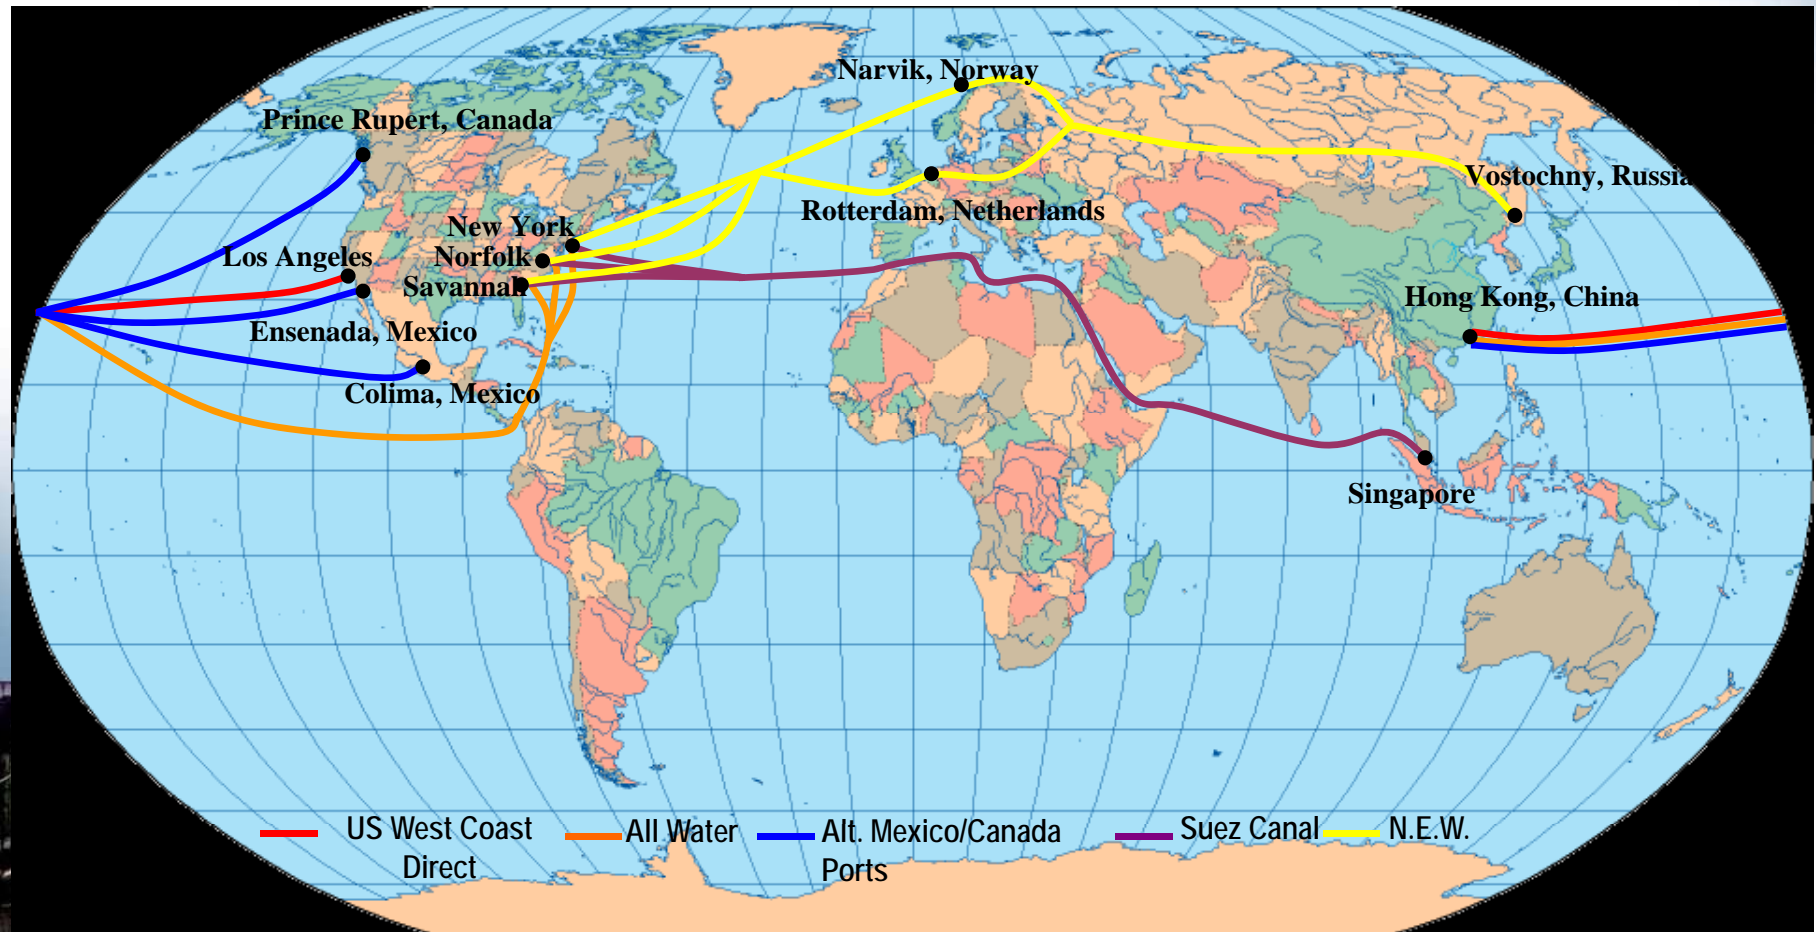 Narvik, Norway
Prince Rupert, Canada
Vostochny, Russia
Rotterdam, Netherlands
New York
Los Angeles
Norfolk
Savannah
Hong Kong, China
Ensenada, Mexico
Colima, Mexico
Singapore
US West Coast
Direct
All Water
Alt. Mexico/Canada
Ports
Suez Canal
N.E.W.